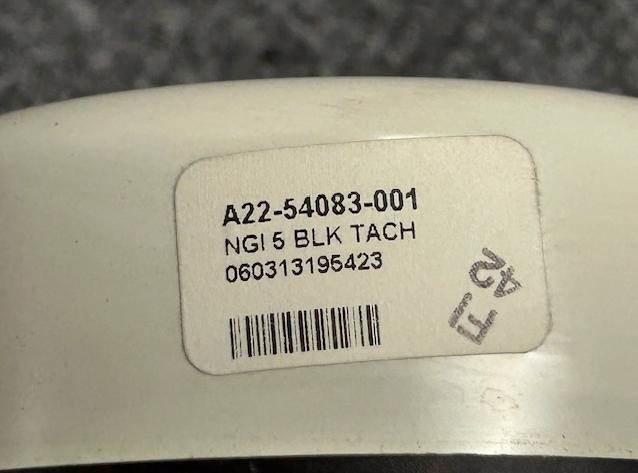 A22-54083-001
NGI 5 BLK TACH
060313195423